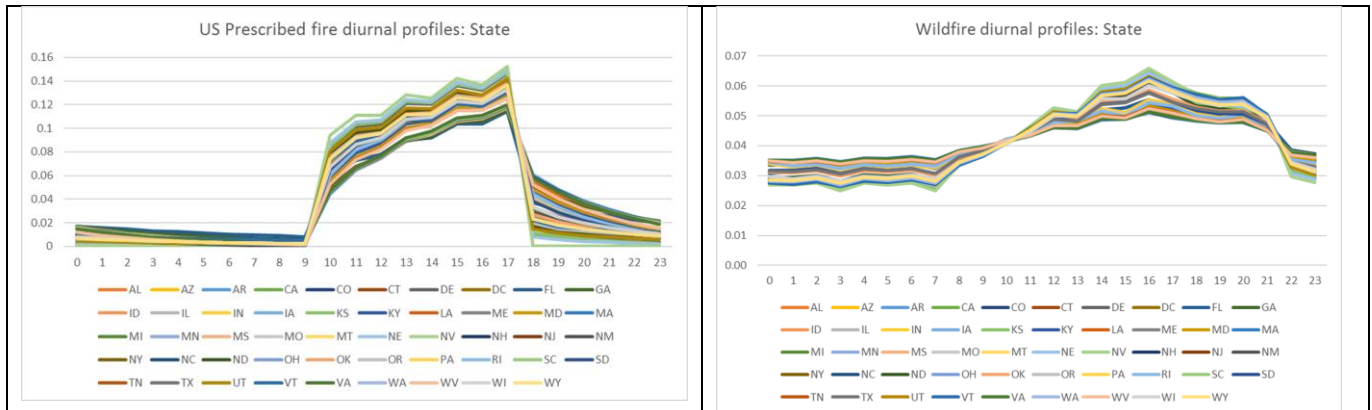 US Prescribed fire diurnal profiles: State
0.16
0.14
0.12
0.1
0.08
0.06
0.04
0.02
0
0 1 2 3 4 5 6 7 8 9 10 11 12 13 14 15 16 17 18 19 20 21 22 23
AL AZ AR CA CO CT DE DC FL GA
ID IL IN IA KS KY LA ME MD MA
MI MN MS MO MT NE NV NH NJ NM
NY NC ND OH OK OR PA RI SC SD
TN TX UT VT VA WA WV WI WY
Wildfire diurnal profiles: State
0.07
0.06
0.05
0.04
0.03
0.02
0.01
0.00
0 1 2 3 4 5 6 7 8 9 10 11 12 13 14 15 16 17 18 19 20 21 22 23
AL AZ AR CA CO CT DE DC FL GA
ID IL IN IA KS KY LA ME MD MA
MI MN MS MO MT NE NV NH NJ NM
NY NC ND OH OK OR PA RI SC SD
TN TX UT VT VA WA WV WI WY